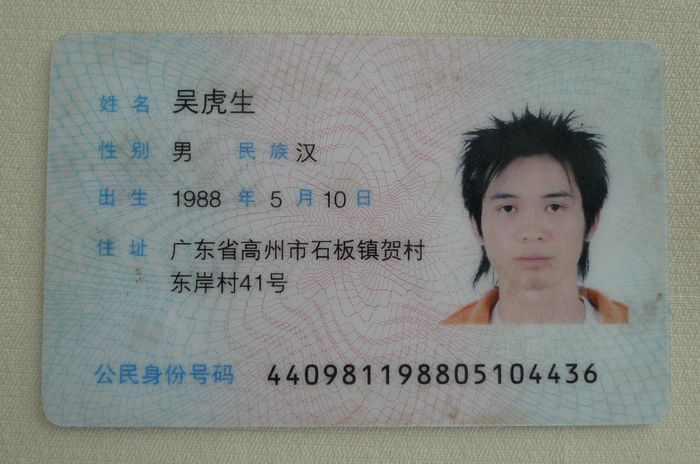 姓名 吴虎生
性别 男 民族 汉
出生 1988 年 5 月 10 日
住址 广东省高州市石板镇贺村
东岸村41号
公民身份号码 440981198805104436